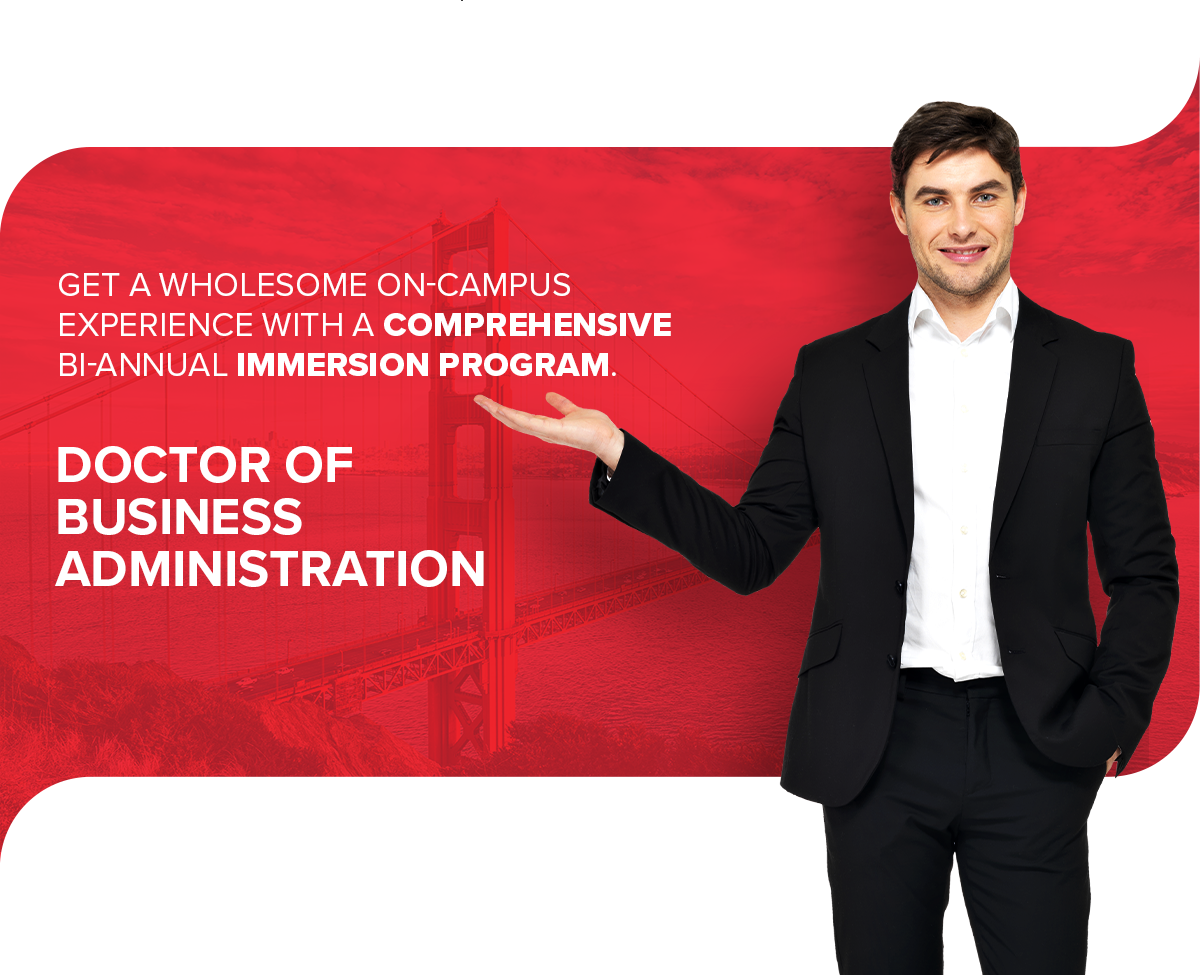 GET A WHOLESOME ON-CAMPUS
EXPERIENCE WITH A COMPREHENSIVE
BI-ANNUAL IMMERSION PROGRAM.
DOCTOR OF
BUSINESS
ADMINISTRATION